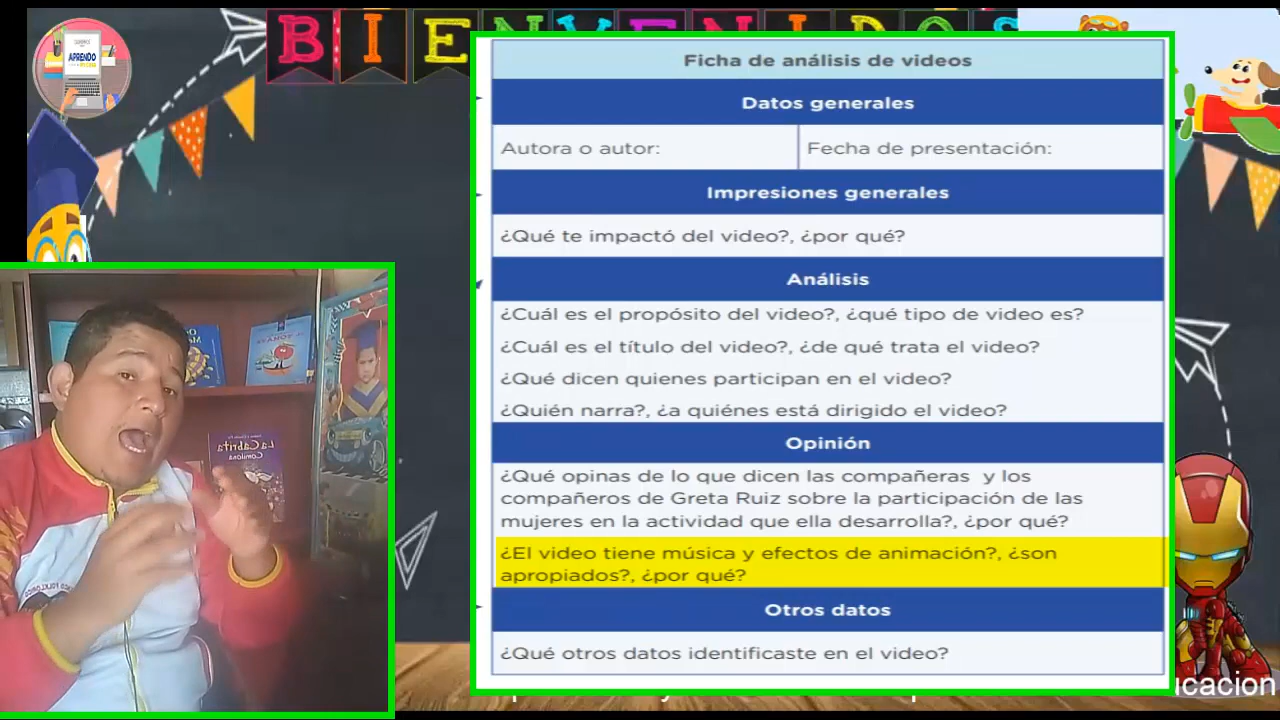 BIENVENIDOS
APRENDO
Ficha de análisis de videos
Datos generales
Autora o autor:
Fecha de presentación:
Impresiones generales
¿Qué te impactó del video?, ¿por qué?
Análisis
¿Cuál es el propósito del video?, ¿qué tipo de video es?
¿Cuál es el título del video?, ¿de qué trata el video?
¿Qué dicen quienes participan en el video?
¿Quién narra?, ¿a quiénes está dirigido el video?
Opinión
¿Qué opinas de lo que dicen las compañeras y los
compañeros de Greta Ruiz sobre la participación de las
mujeres en la actividad que ella desarrolla?, ¿por qué?
¿El video tiene música y efectos de animación?, ¿son
apropiados?, ¿por qué?
Otros datos
¿Qué otros datos identificaste en el video?
La Cabrita
Comilona
ucacion